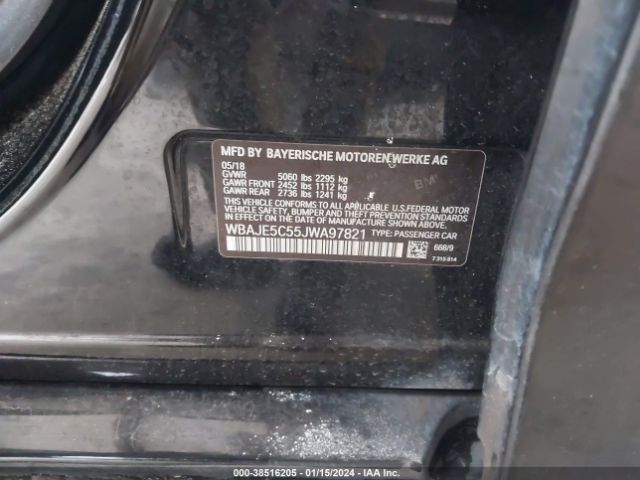 MFD BY BAYERISCHE MOTOREN WERKE AG
05/18
GVWR 5060 lbs 2295 kg
GAWR FRONT 2452 lbs 1112 kg
GAWR REAR 2736 lbs 1241 kg
THIS VEHICLE CONFORMS TO ALL APPLICABLE U.S.FEDERAL MOTOR
VEHICLE SAFETY, BUMPER, AND THEFT PREVENTION STANDARDS
IN EFFECT ON THE DATE OF MANUFACTURE SHOWN ABOVE.
WBAJE5C55JWA97821 TYPE: PASSENGER CAR
668/9
7 319 814
000-38516205 - 01/15/2024 - IAA Inc.